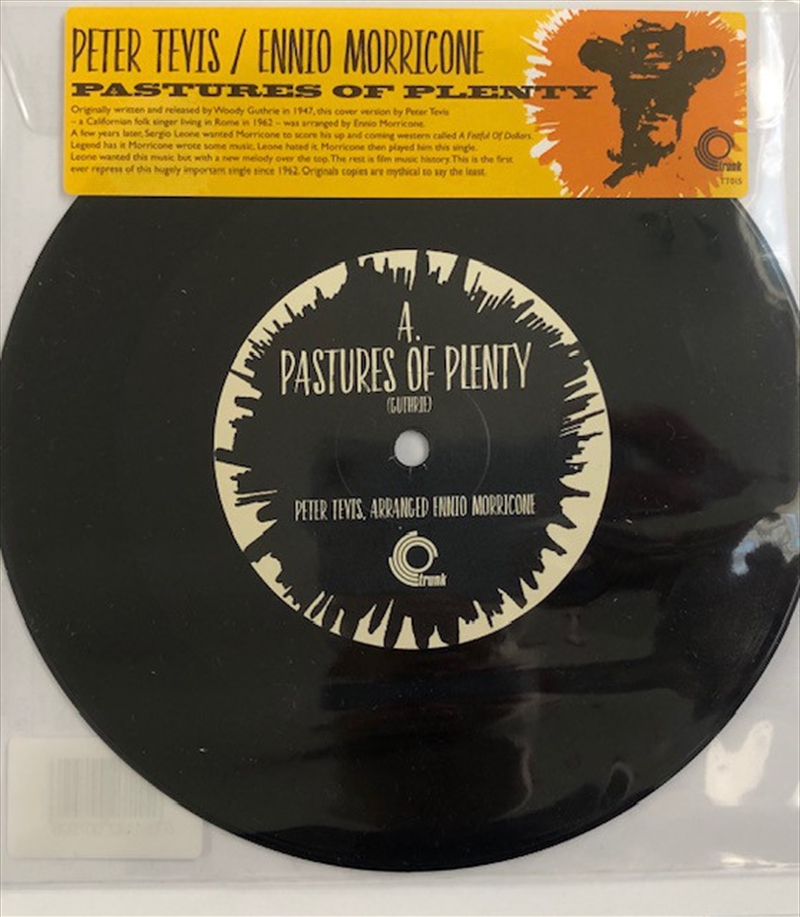 PETER TEVIS / ENNIO MORRICONE
PASTURES OF PLENTY
Originally written and released by Woody Guthrie in 1947, this cover version by Peter Tevis
– a Californian folk singer living in Rome in 1962 – was arranged by Ennio Morricone.
A few years later, Sergio Leone wanted Morricone to score his up and coming western called A Fistful Of Dollars.
Legend has it Morricone wrote some music, Leone hated it. Morricone then played him this single.
Leone wanted this music but with a new melody over the top. The rest is film music history. This is the first
ever repress of this hugely important single since 1962. Originals copies are mythical to say the least.
trunk
TT015
A.
PASTURES OF PLENTY
(GUTHRIE)
PETER TEVIS, ARRANGED ENNIO MORRICONE
trunk